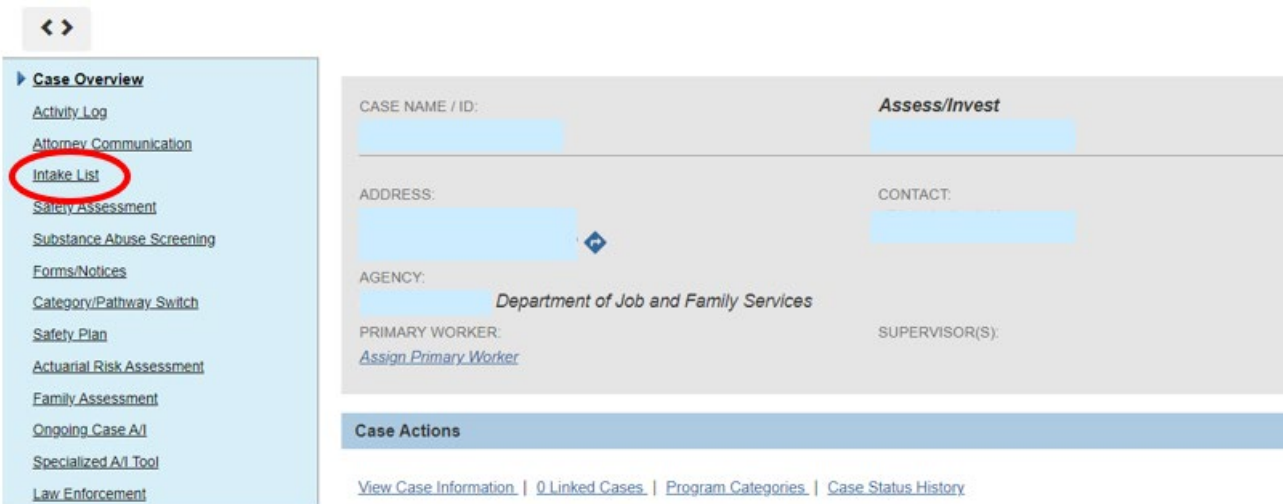 Case Overview
Activity Log
Attorney Communication
Intake List
Safety Assessment
Substance Abuse Screening
Forms/Notices
Category/Pathway Switch
Safety Plan
Actuarial Risk Assessment
Family Assessment
Ongoing Case A/I
Specialized A/I Tool
Law Enforcement
CASE NAME / ID:
Assess/Invest
ADDRESS:
CONTACT:
AGENCY:
Department of Job and Family Services
PRIMARY WORKER:
SUPERVISOR(S):
Assign Primary Worker
Case Actions
View Case Information | 0 Linked Cases | Program Categories | Case Status History